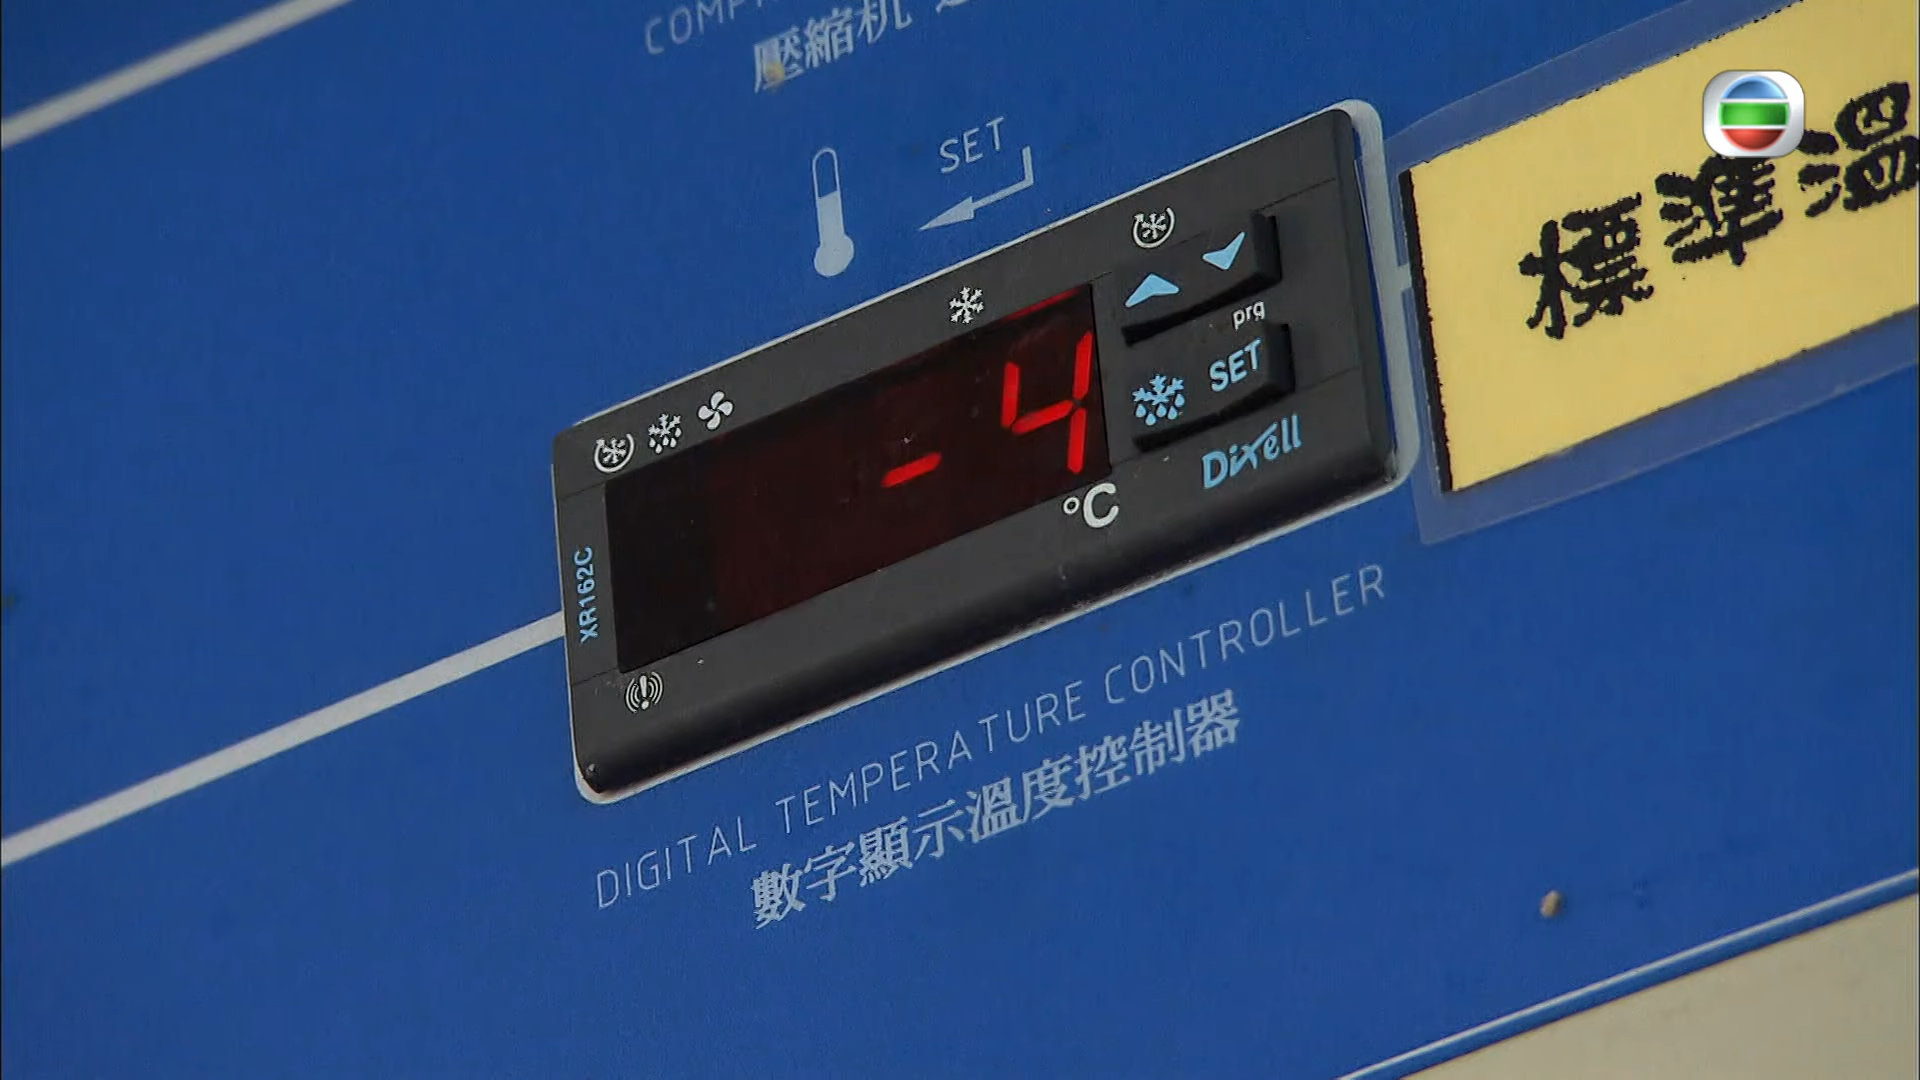 壓縮机
SET
標準溫
prg
SET
-4
°C
Dixell
XR162C
DIGITAL TEMPERATURE CONTROLLER
數字顯示溫度控制器